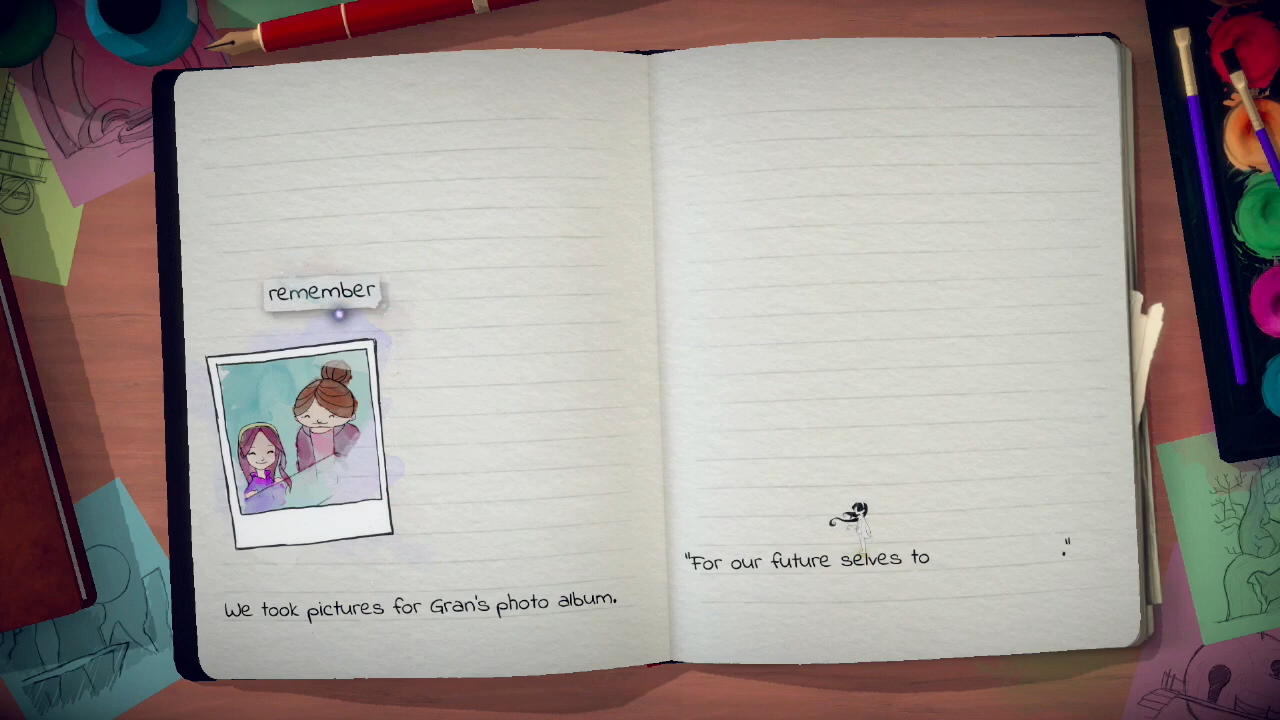 remember
We took pictures for Gran's photo album.
"For our future selves to          ."